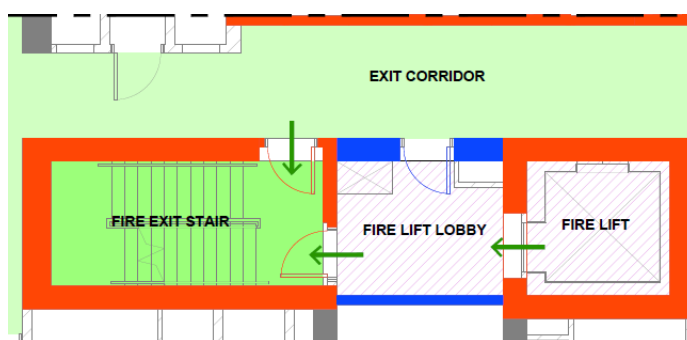 EXIT CORRIDOR
FIRE EXIT STAIR
FIRE LIFT LOBBY
FIRE LIFT